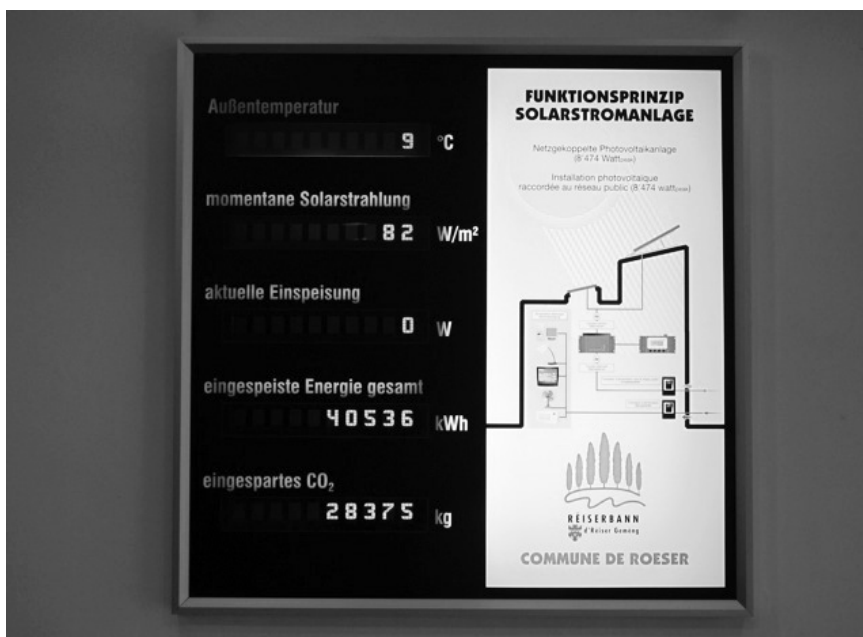 Außentemperatur
9 °C
momentane Solarstrahlung
82 W/m²
aktuelle Einspeisung
0 W
eingespeiste Energie gesamt
40536 kWh
eingespartes CO₂
28375 kg
FUNKTIONSPRINZIP
SOLARSTROMANLAGE
Netzgekoppelte Photovoltaikanlage
(8'474 Watt
Installation photovoltaïque
raccordée au réseau public (8'474 watt
RÉISERBANN
d'Réiser Gemeng
COMMUNE DE ROESER